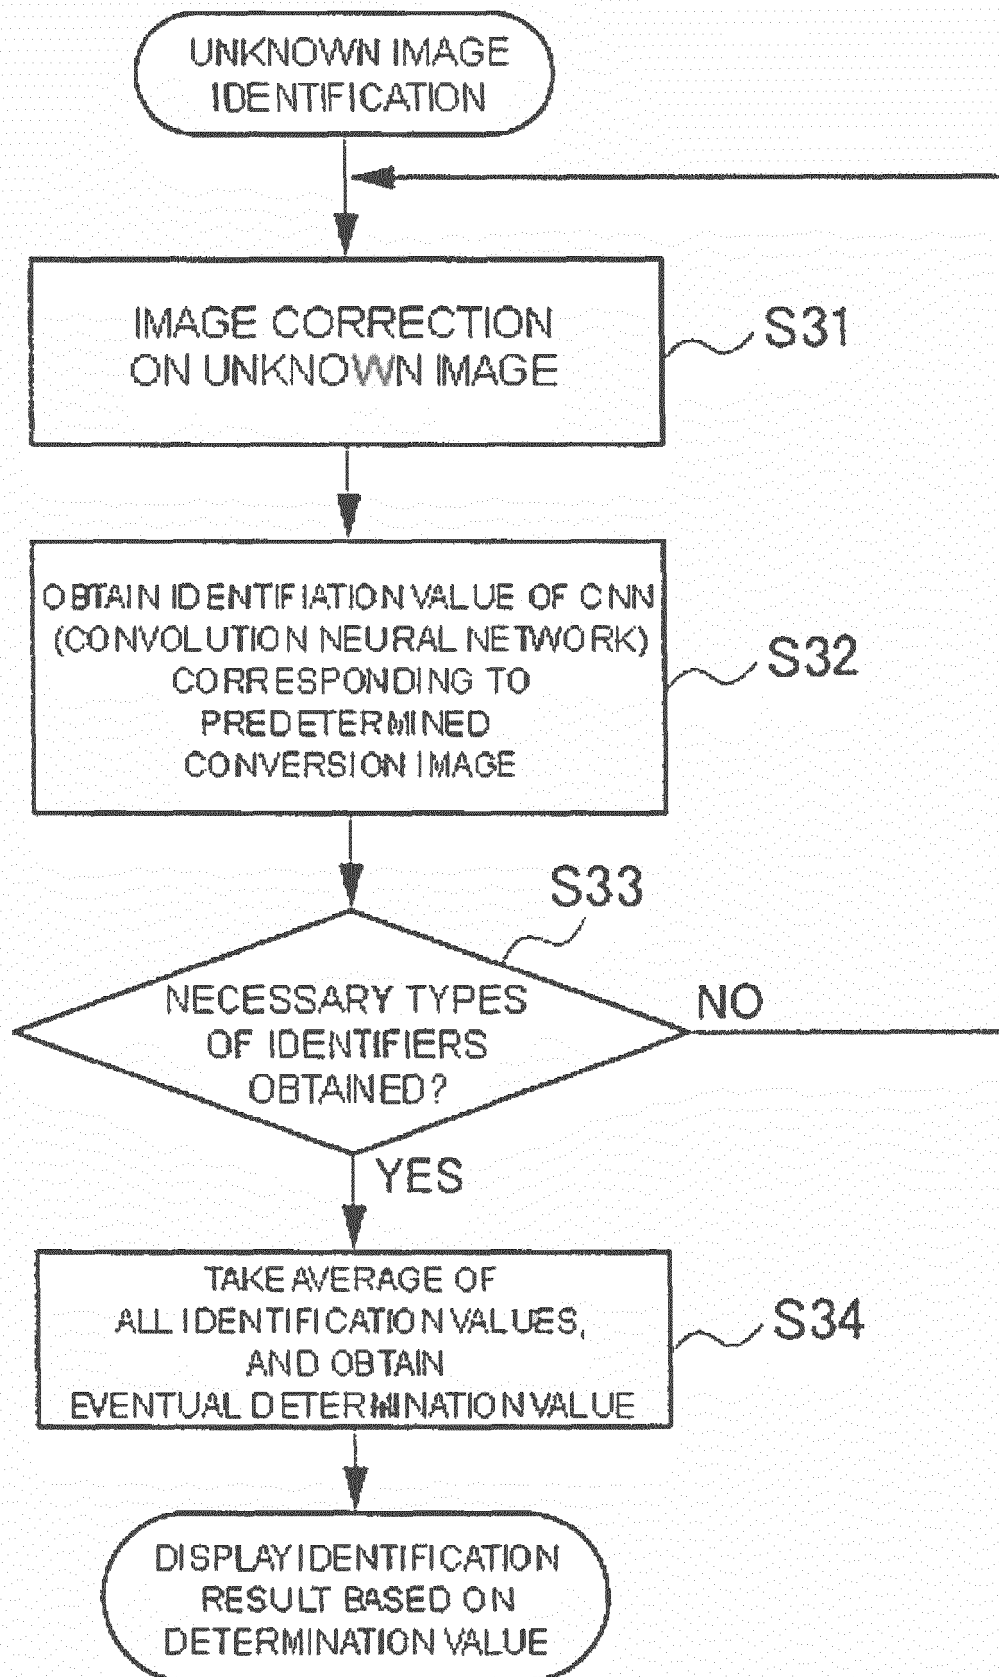 UNKNOWN IMAGE
IDENTIFICATION
IMAGE CORRECTION
ON UNKNOWN IMAGE
S31
OBTAIN IDENTIFIATION VALUE OF CNN
(CONVOLUTION NEURAL NETWORK)
CORRESPONDING TO
PREDETERMINED
CONVERSION IMAGE
S32
S33
NECESSARY TYPES
OF IDENTIFIERS
OBTAINED?
NO
YES
TAKE AVERAGE OF
ALL IDENTIFICATION VALUES,
AND OBTAIN
EVENTUAL DETERMINATION VALUE
S34
DISPLAY IDENTIFICATION
RESULT BASED ON
DETERMINATION VALUE